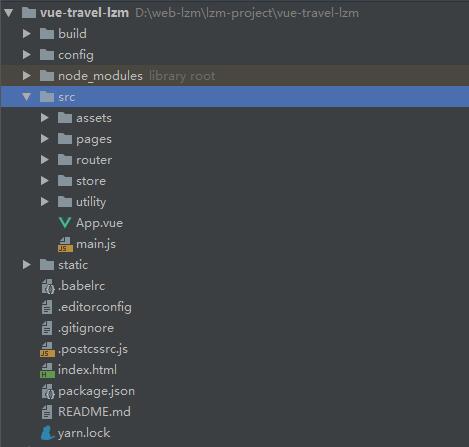 vue-travel-lzm D:\web-lzm\lzm-project\vue-travel-lzm
build
config
node_modules library root
src
assets
pages
router
store
utility
App.vue
main.js
static
.babelrc
.editorconfig
.gitignore
.postcssrc.js
index.html
package.json
README.md
yarn.lock